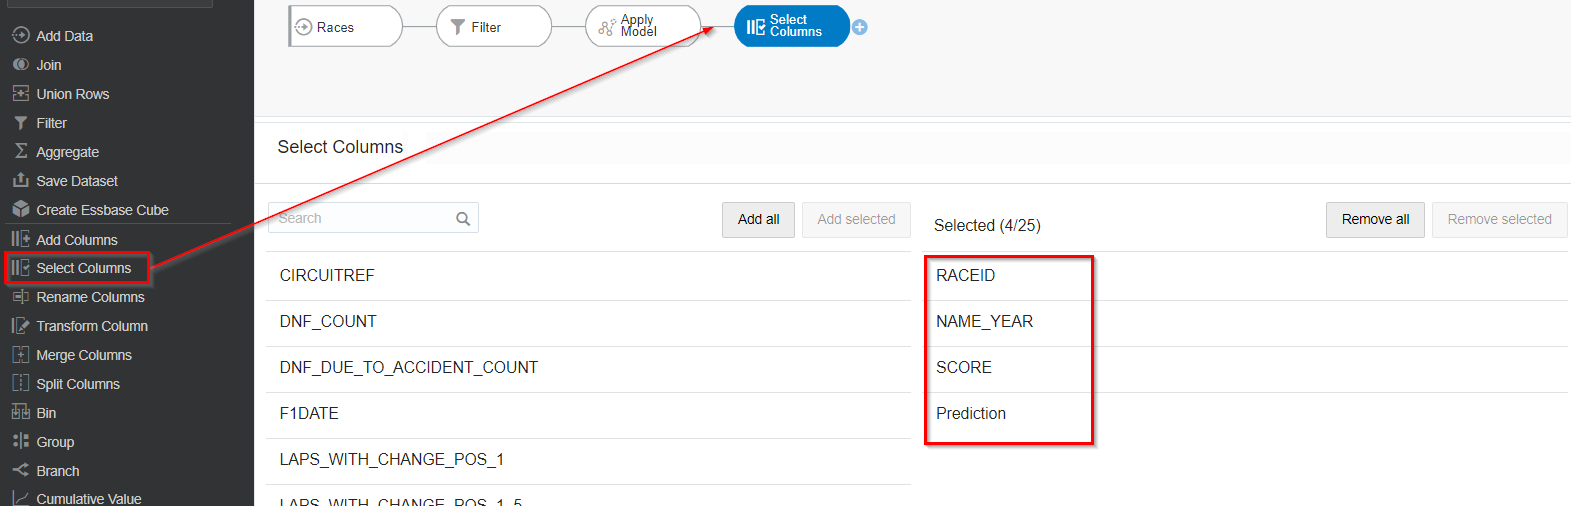 Races
Filter
Apply
Model
Select
Columns
Add Data
Join
Union Rows
Filter
Aggregate
Save Dataset
Create Essbase Cube
Add Columns
Select Columns
Rename Columns
Transform Column
Merge Columns
Split Columns
Bin
Group
Branch
Cumulative Value
Select Columns
Search
Add all
Add selected
Selected (4/25)
Remove all
Remove selected
CIRCUITREF
DNF_COUNT
DNF_DUE_TO_ACCIDENT_COUNT
F1DATE
LAPS_WITH_CHANGE_POS_1
LAPS_WITH_CHANGE_POS_1_5
RACEID
NAME_YEAR
SCORE
Prediction